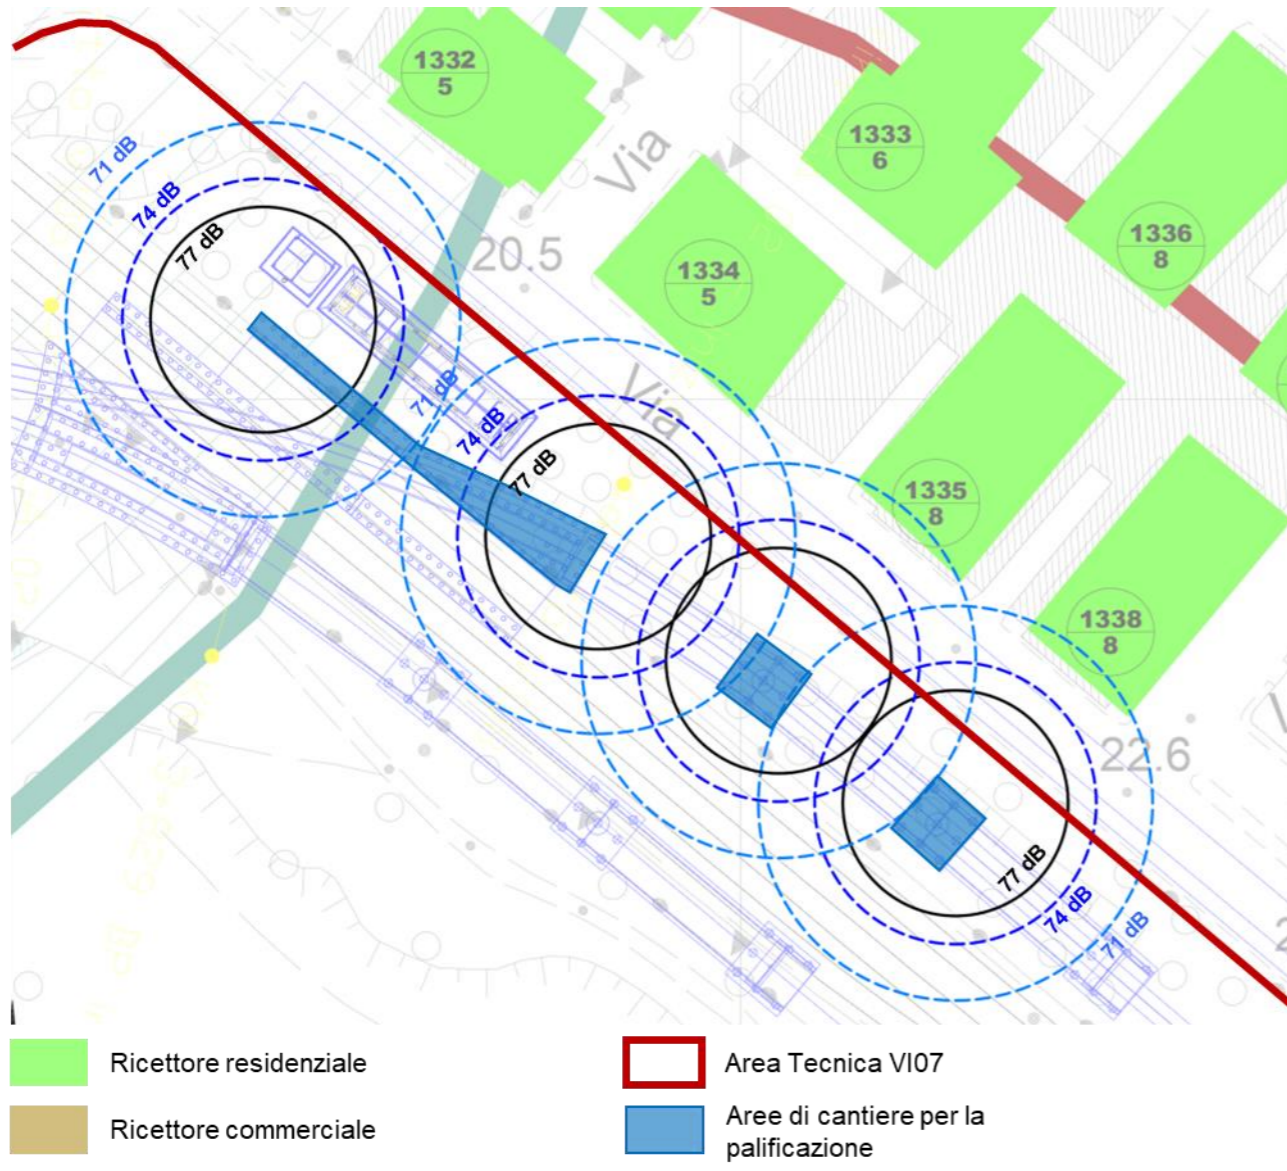 1332
5
1333
6
1336
8
Via
71 dB
74 dB
77 dB
20.5
1334
5
Via
71 dB
74 dB
77 dB
1335
8
1338
8
22.6
77 dB
74 dB
71 dB
Ricettore residenziale
Area Tecnica VI07
Ricettore commerciale
Aree di cantiere per la
palificazione